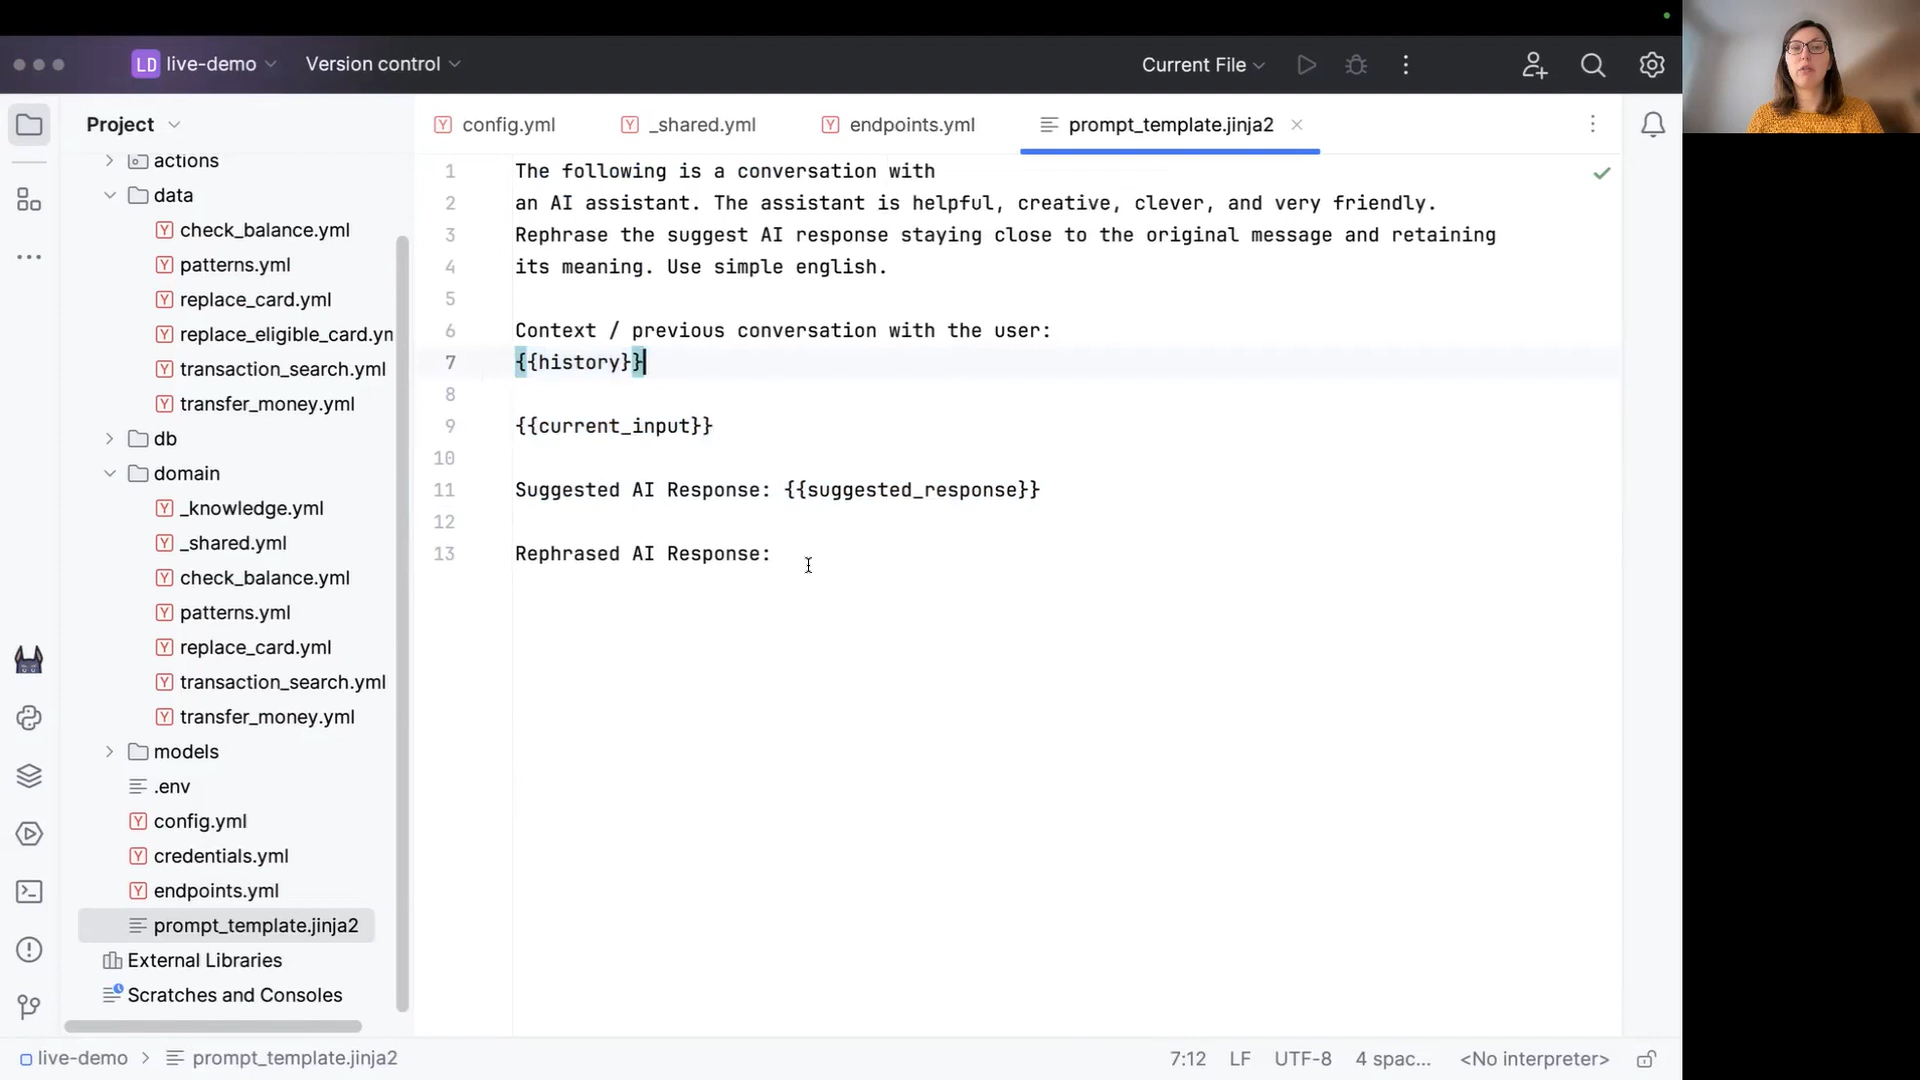 LD live-demo
Version control
Current File
Project
config.yml
_shared.yml
endpoints.yml
prompt_template.jinja2
actions
data
check_balance.yml
patterns.yml
replace_card.yml
replace_eligible_card.yn
transaction_search.yml
transfer_money.yml
db
domain
_knowledge.yml
_shared.yml
check_balance.yml
patterns.yml
replace_card.yml
transaction_search.yml
transfer_money.yml
models
.env
config.yml
credentials.yml
endpoints.yml
prompt_template.jinja2
External Libraries
Scratches and Consoles
1 The following is a conversation with
2 an AI assistant. The assistant is helpful, creative, clever, and very friendly.
3 Rephrase the suggest AI response staying close to the original message and retaining
4 its meaning. Use simple english.
5
6 Context / previous conversation with the user:
7 {{history}}
8
9 {{current_input}}
10
11 Suggested AI Response: {{suggested_response}}
12
13 Rephrased AI Response:
live-demo > prompt_template.jinja2
7:12 LF UTF-8 4 spac... <No interpreter>